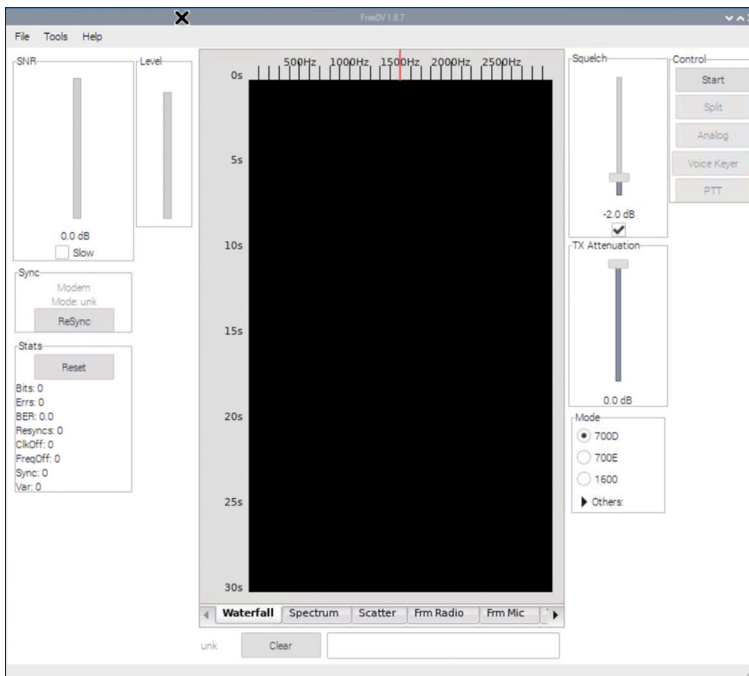 FreeDV 1.8.7
File Tools Help
SNR
0.0 dB
Slow
Level
Sync
Modem
Mode: unk
ReSync
Stats
Reset
Bits: 0
Errs: 0
BER: 0.0
Resyncs: 0
ClkOff: 0
FreqOff: 0
Sync: 0
Var: 0
500Hz 1000Hz 1500Hz 2000Hz 2500Hz
0s
5s
10s
15s
20s
25s
30s
Waterfall Spectrum Scatter Frm Radio Frm Mic
unk Clear
Squelch
-2.0 dB
TX Attenuation
0.0 dB
Mode
700D
700E
1600
Others:
Control
Start
Split
Analog
Voice Keyer
PTT